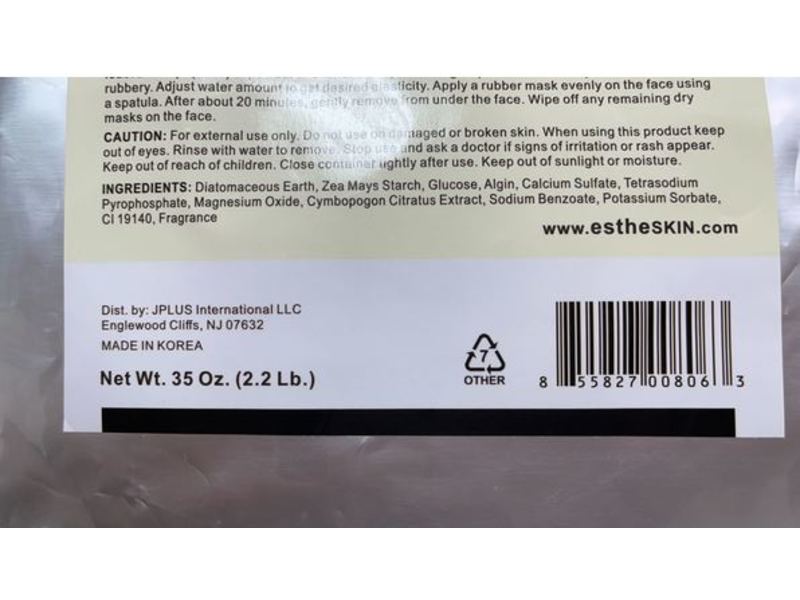 rubbery. Adjust water amount to get desired elasticity. Apply a rubber mask evenly on the face using
a spatula. After about 20 minutes, gently remove from under the face. Wipe off any remaining dry
masks on the face.
CAUTION: For external use only. Do not use on damaged or broken skin. When using this product keep
out of eyes. Rinse with water to remove. Stop use and ask a doctor if signs of irritation or rash appear.
Keep out of reach of children. Close container tightly after use. Keep out of sunlight or moisture.
INGREDIENTS: Diatomaceous Earth, Zea Mays Starch, Glucose, Algin, Calcium Sulfate, Tetrasodium
Pyrophosphate, Magnesium Oxide, Cymbopogon Citratus Extract, Sodium Benzoate, Potassium Sorbate,
CI 19140, Fragrance
www.estheSKIN.com
Dist. by: JPLUS International LLC
Englewood Cliffs, NJ 07632
MADE IN KOREA
Net Wt. 35 Oz. (2.2 Lb.)
7
OTHER
8 55827 00806 3